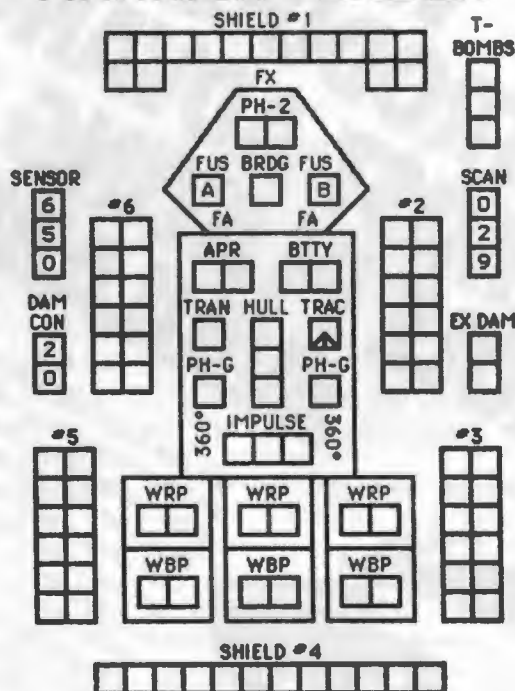 SHIELD #1
T-
BOMBS
FX
PH-2
FUS BRDG FUS
A B
FA FA
SENSOR
6
5
0
#6
#2
SCAN
0
2
9
APR BTTY
TRAN HULL TRAC
DAM
CON
2
0
EX DAM
PH-G PH-G
360° IMPULSE 360°
#5
#3
WRP WRP WRP
WBP WBP WBP
SHIELD #4